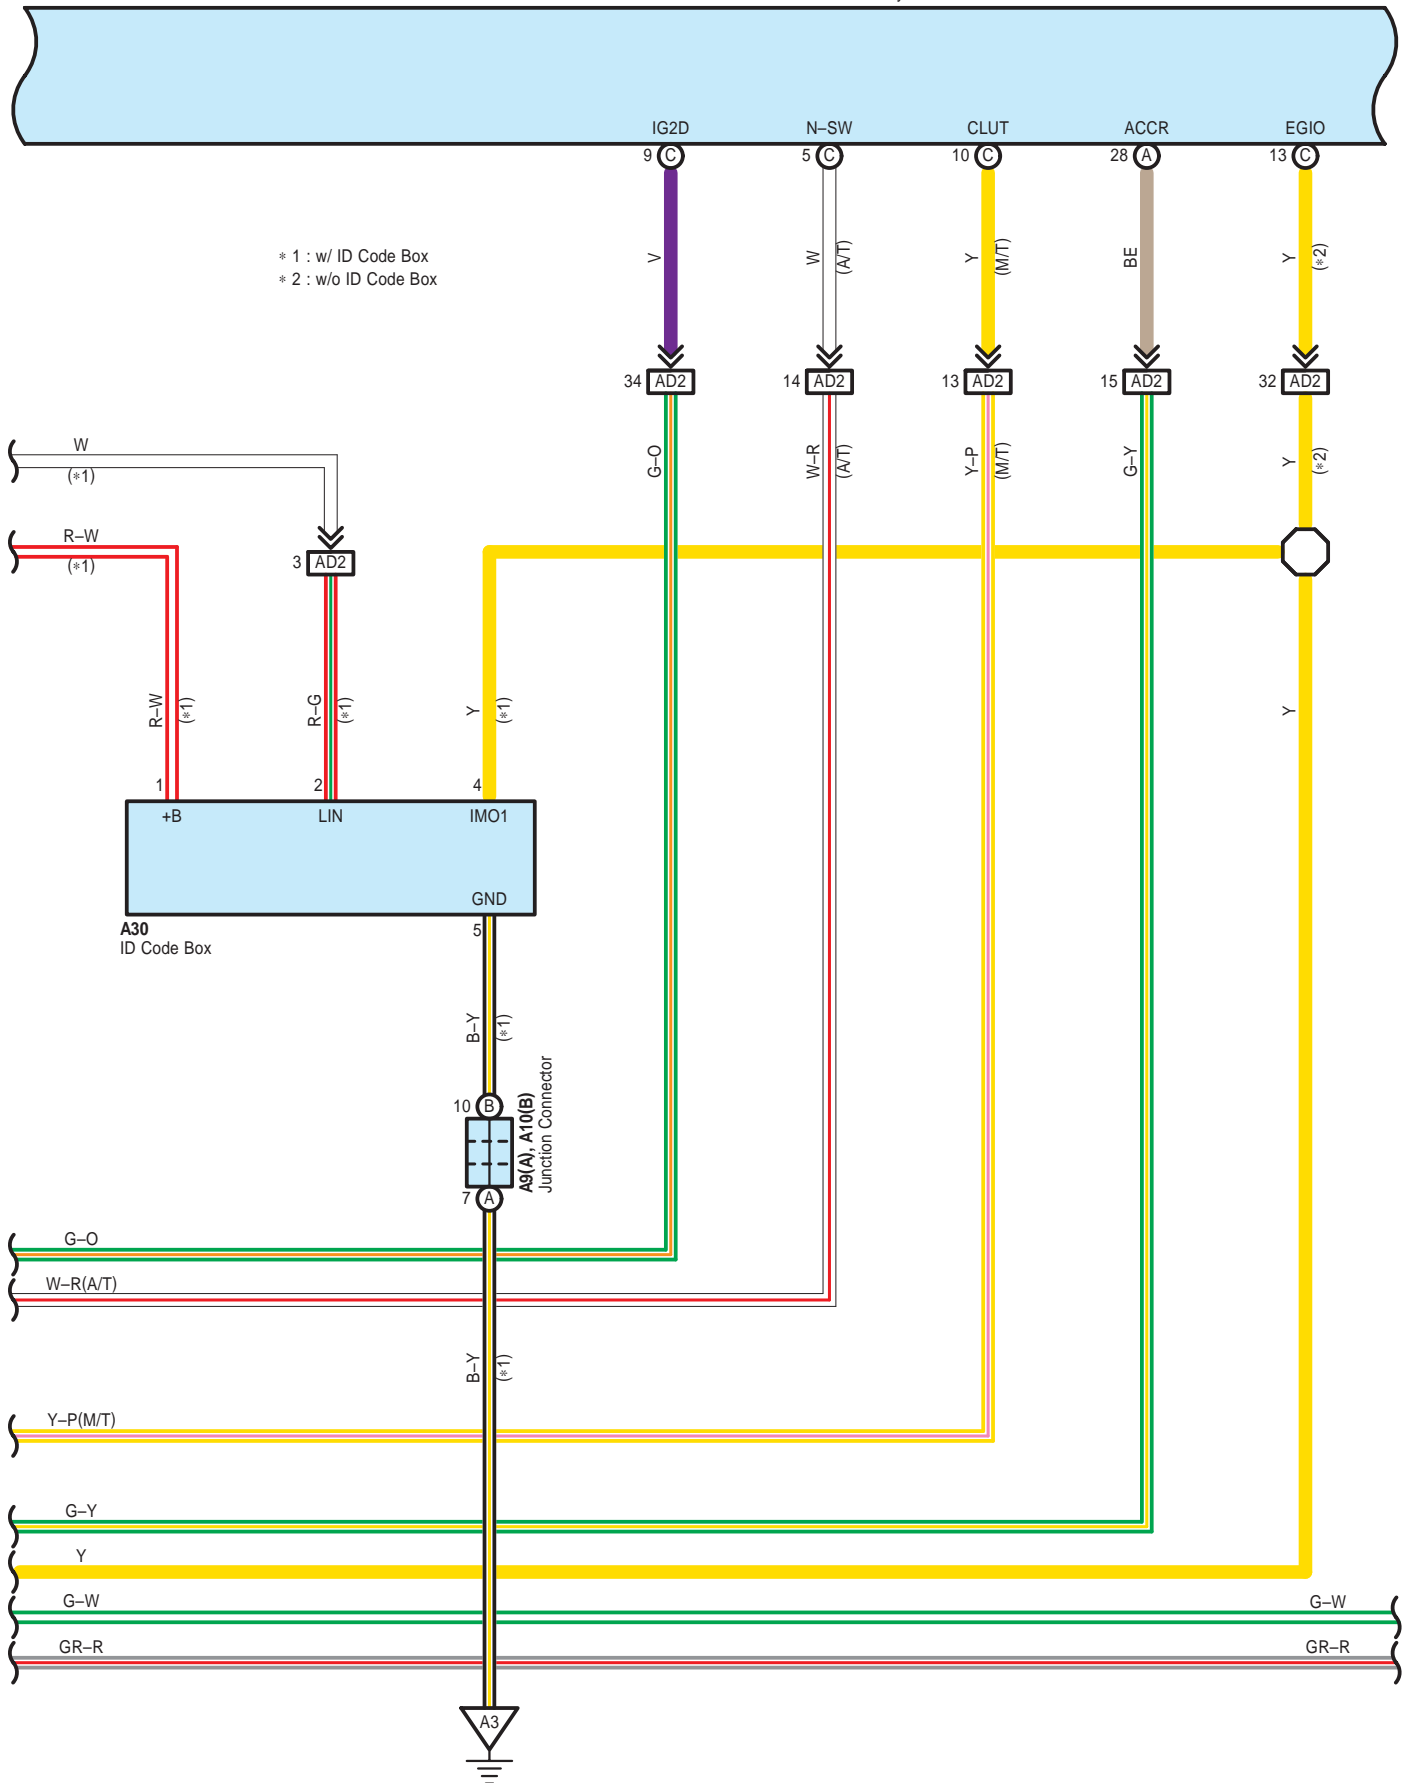 IG2D N–SW CLUT ACCR EGIO
9 C 5 C 10 C 28 A 13 C
∗ 1 : w/ ID Code Box
∗ 2 : w/o ID Code Box
V W (A/T) Y (M/T) BE Y (∗2)
34 AD2 14 AD2 13 AD2 15 AD2 32 AD2
W
(∗1)
G–O W–R (A/T) Y–P (M/T) G–Y Y (∗2)
R–W
(∗1)
3 AD2
R–W (∗1) R–G (∗1) Y (∗1) Y
1 2 4
+B LIN IMO1
GND
A30
ID Code Box
5
B–Y (∗1)
10 B
A9(A), A10(B)
Junction Connector
7 A
G–O
W–R(A/T)
B–Y (∗1)
Y–P(M/T)
G–Y
Y
G–W G–W
GR–R GR–R
A3